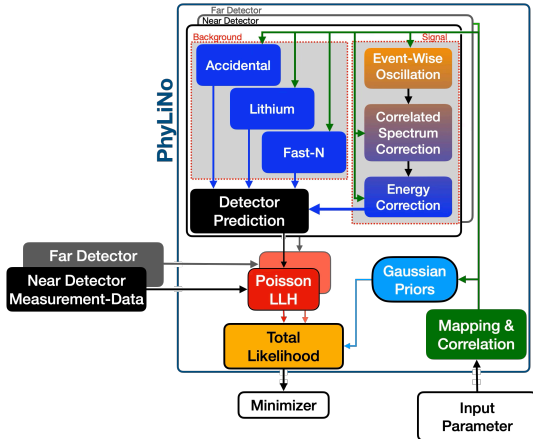 PhyLiNo
Far Detector
Near Detector
Background
Signal
Accidental
Lithium
Fast-N
Event-Wise
Oscillation
Correlated
Spectrum
Correction
Energy
Correction
Detector
Prediction
Far Detector
Near Detector
Measurement-Data
Poisson
LLH
Gaussian
Priors
Total
Likelihood
Mapping &
Correlation
Minimizer
Input
Parameter